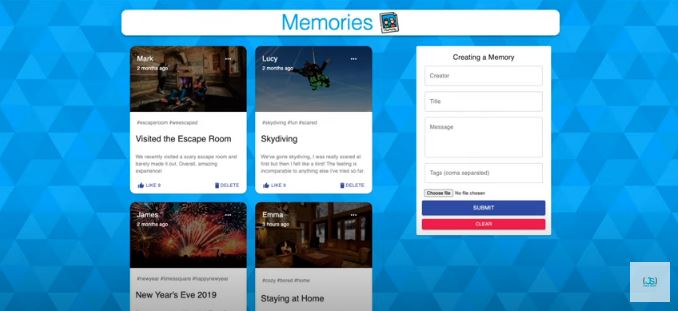 Memories
Mark
2 months ago
#escaperoom #weescaped
Visited the Escape Room
We recently visited a scary escape room and
barely made it out. Overall, amazing
experience!
LIKE 9
DELETE
Lucy
2 months ago
#skydiving #fun #scared
Skydiving
We've gone skydiving, I was really scared at
first but then I felt like a bird! The feeling is
incomparable to anything else I've tried so far
LIKE 9
DELETE
James
2 months ago
#newyear #timessquare #happynewyear
New Year's Eve 2019
Emma
3 hours ago
#cozy #bored #home
Staying at Home
Creating a Memory
Creator
Title
Message
Tags (coma separated)
Choose file No file chosen
SUBMIT
CLEAR
(JS)